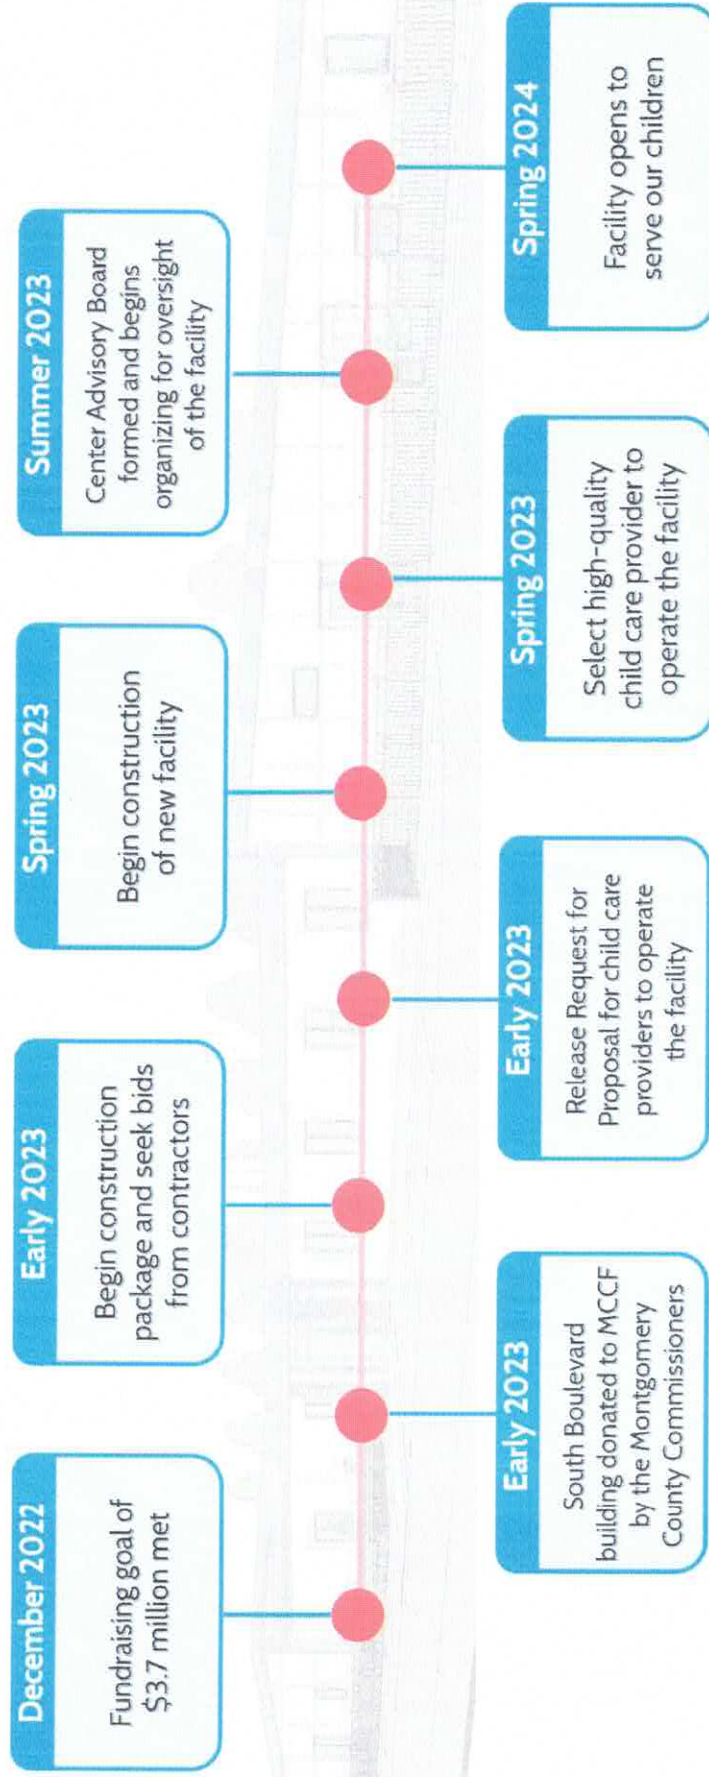 December 2022
Fundraising goal of
$3.7 million met
Early 2023
South Boulevard
building donated to MCCF
by the Montgomery
County Commissioners
Early 2023
Begin construction
package and seek bids
from contractors
Early 2023
Release Request for
Proposal for child care
providers to operate
the facility
Spring 2023
Begin construction
of new facility
Spring 2023
Select high-quality
child care provider to
operate the facility
Summer 2023
Center Advisory Board
formed and begins
organizing for oversight
of the facility
Spring 2024
Facility opens to
serve our children